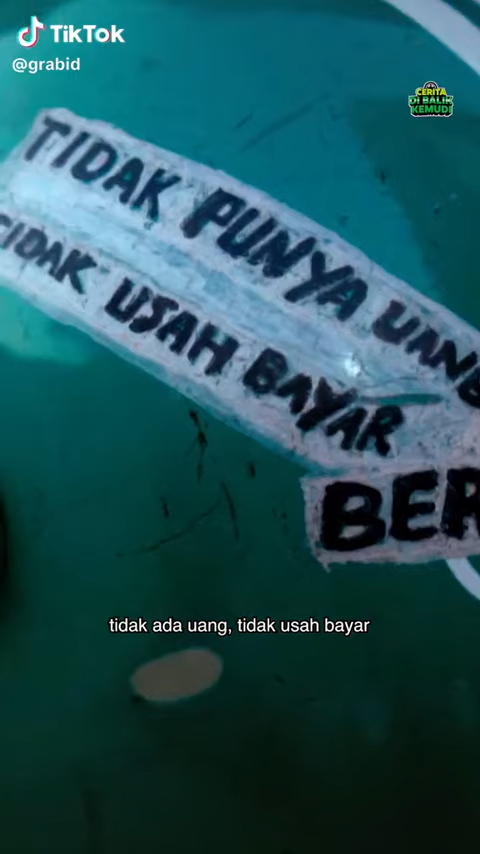 TikTok
@grabid
CERITA
DI BALIK
KEMUDI
TIDAK PUNYA UANG
TIDAK USAH BAYAR
BER
tidak ada uang, tidak usah bayar